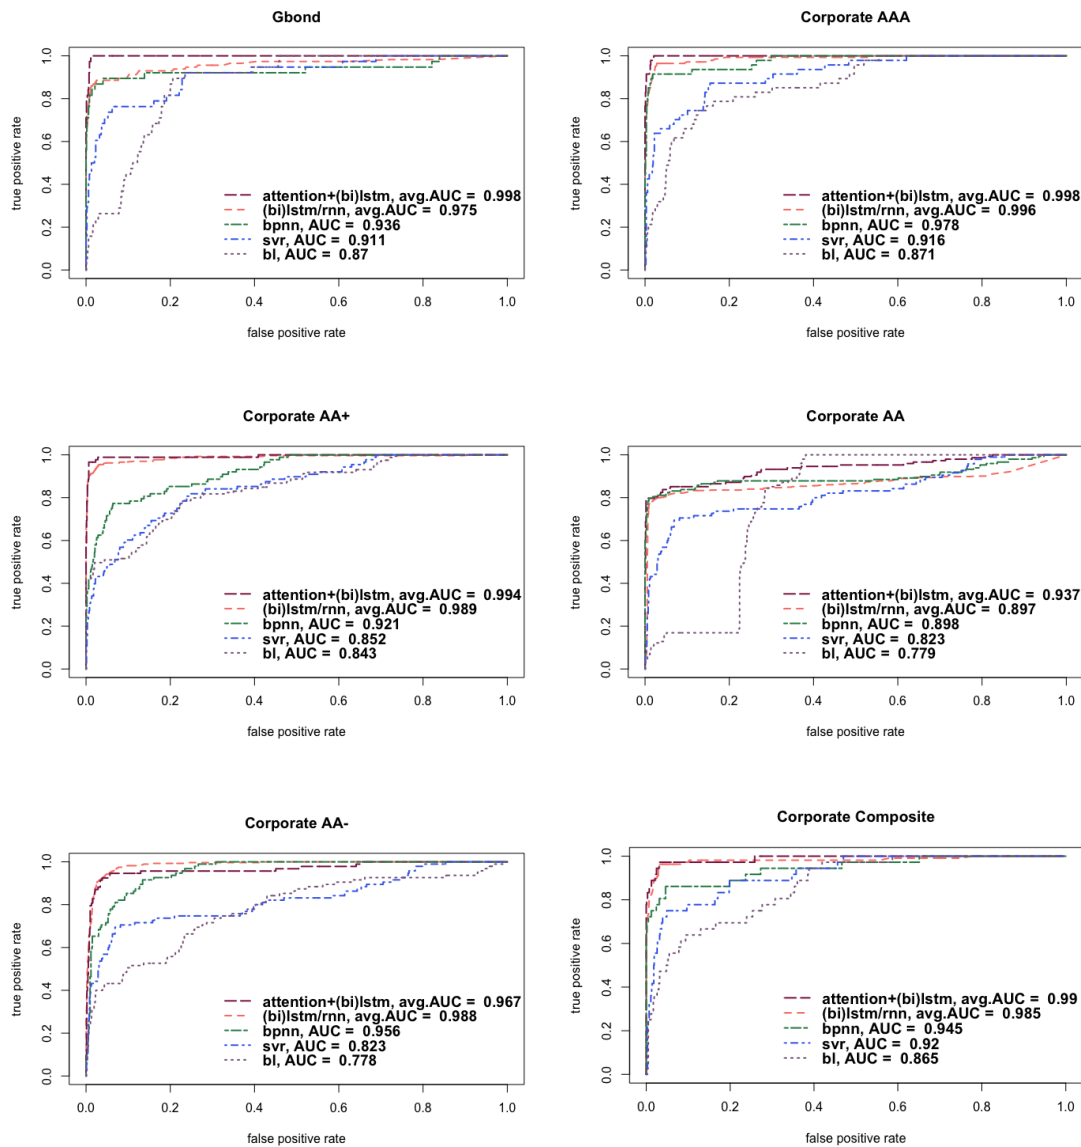 Gbond
true positive rate
0.0 0.2 0.4 0.6 0.8 1.0
attention+(bi)lstm, avg.AUC = 0.998
(bi)lstm/rnn, avg.AUC = 0.975
bpnn, AUC = 0.936
svr, AUC = 0.911
bl, AUC = 0.87
0.0 0.2 0.4 0.6 0.8 1.0
false positive rate
Corporate AAA
true positive rate
0.0 0.2 0.4 0.6 0.8 1.0
attention+(bi)lstm, avg.AUC = 0.998
(bi)lstm/rnn, avg.AUC = 0.996
bpnn, AUC = 0.978
svr, AUC = 0.916
bl, AUC = 0.871
0.0 0.2 0.4 0.6 0.8 1.0
false positive rate
Corporate AA+
true positive rate
0.0 0.2 0.4 0.6 0.8 1.0
attention+(bi)lstm, avg.AUC = 0.994
(bi)lstm/rnn, avg.AUC = 0.989
bpnn, AUC = 0.921
svr, AUC = 0.852
bl, AUC = 0.843
0.0 0.2 0.4 0.6 0.8 1.0
false positive rate
Corporate AA
true positive rate
0.0 0.2 0.4 0.6 0.8 1.0
attention+(bi)lstm, avg.AUC = 0.937
(bi)lstm/rnn, avg.AUC = 0.897
bpnn, AUC = 0.898
svr, AUC = 0.823
bl, AUC = 0.779
0.0 0.2 0.4 0.6 0.8 1.0
false positive rate
Corporate AA-
true positive rate
0.0 0.2 0.4 0.6 0.8 1.0
attention+(bi)lstm, avg.AUC = 0.967
(bi)lstm/rnn, avg.AUC = 0.988
bpnn, AUC = 0.956
svr, AUC = 0.823
bl, AUC = 0.778
0.0 0.2 0.4 0.6 0.8 1.0
false positive rate
Corporate Composite
true positive rate
0.0 0.2 0.4 0.6 0.8 1.0
attention+(bi)lstm, avg.AUC = 0.99
(bi)lstm/rnn, avg.AUC = 0.985
bpnn, AUC = 0.945
svr, AUC = 0.92
bl, AUC = 0.865
0.0 0.2 0.4 0.6 0.8 1.0
false positive rate